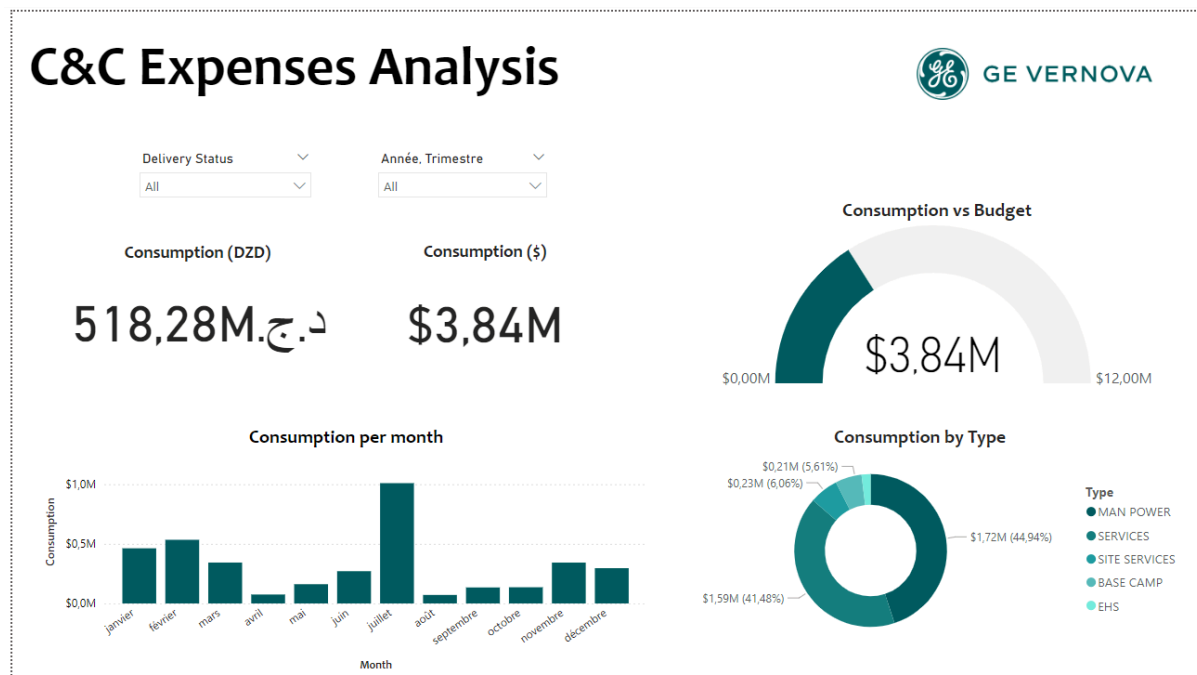 C&C Expenses Analysis
GE VERNOVA
Delivery Status
All
Année, Trimestre
All
Consumption (DZD)
518,28M.د.ج
Consumption ($)
$3,84M
Consumption vs Budget
$3,84M
$0,00M
$12,00M
Consumption per month
Consumption
$1,0M
$0,5M
$0,0M
janvier
février
mars
avril
mai
juin
juillet
août
septembre
octobre
novembre
décembre
Month
Consumption by Type
$0,21M (5,61%)
$0,23M (6,06%)
$1,72M (44,94%)
$1,59M (41,48%)
Type
MAN POWER
SERVICES
SITE SERVICES
BASE CAMP
EHS